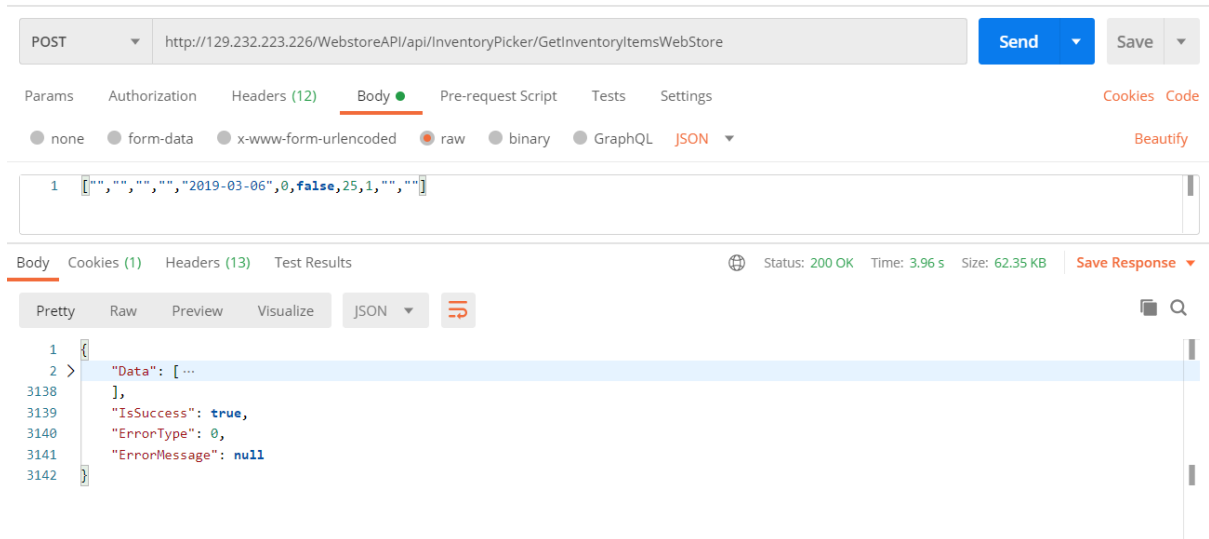 POST http://129.232.223.226/WebstoreAPI/api/InventoryPicker/GetInventoryItemsWebStore Send Save
Params Authorization Headers (12) Body Pre-request Script Tests Settings Cookies Code
none form-data x-www-form-urlencoded raw binary GraphQL JSON Beautify
1 ["","","","","2019-03-06",0,false,25,1,"",""]
Body Cookies (1) Headers (13) Test Results Status: 200 OK Time: 3.96 s Size: 62.35 KB Save Response
Pretty Raw Preview Visualize JSON
1 {
2 "Data": [ ···
3138 ],
3139 "IsSuccess": true,
3140 "ErrorType": 0,
3141 "ErrorMessage": null
3142 }